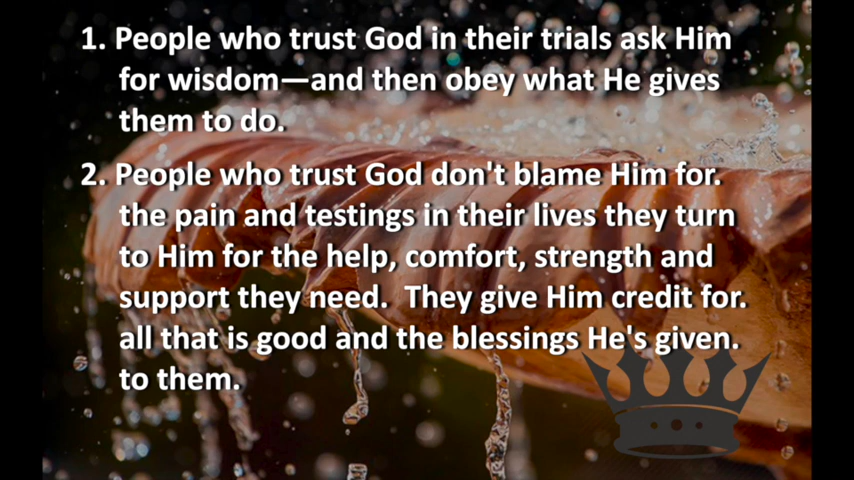 1. People who trust God in their trials ask Him
for wisdom—and then obey what He gives
them to do.
2. People who trust God don't blame Him for.
the pain and testings in their lives they turn
to Him for the help, comfort, strength and
support they need.  They give Him credit for.
all that is good and the blessings He's given.
to them.